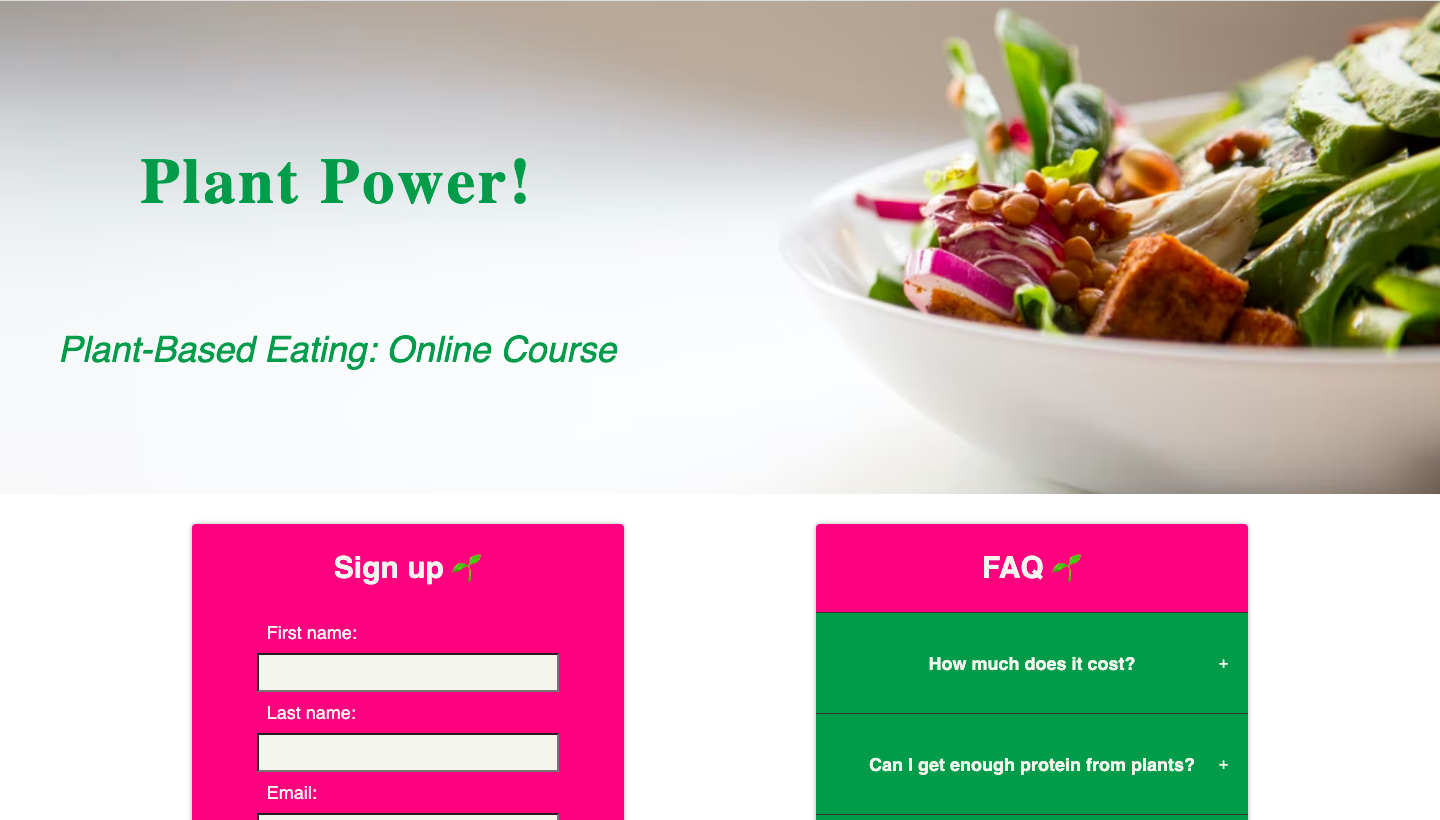 Plant Power!
Plant-Based Eating: Online Course
Sign up 🌱
First name:
Last name:
Email:
FAQ 🌱
How much does it cost? +
Can I get enough protein from plants? +